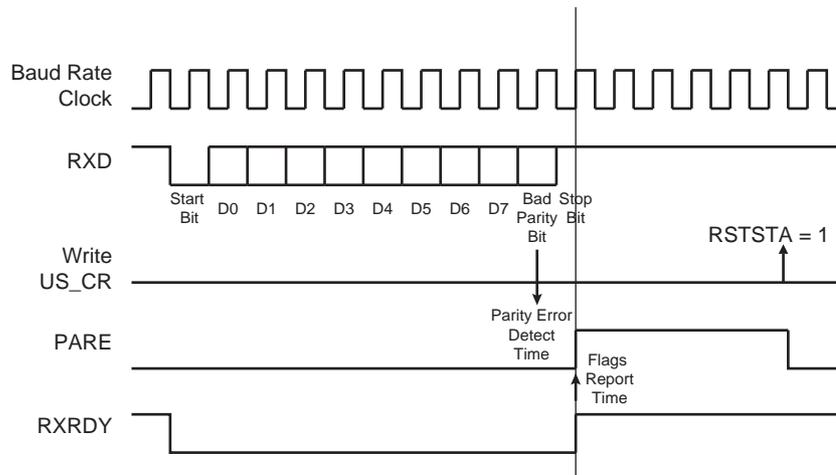 Baud Rate
Clock
RXD
Start
Bit
D0 D1 D2 D3 D4 D5 D6 D7
Bad
Parity
Bit
Stop
Bit
RSTSTA = 1
Write
US_CR
Parity Error
Detect
Time
PARE
Flags
Report
Time
RXRDY